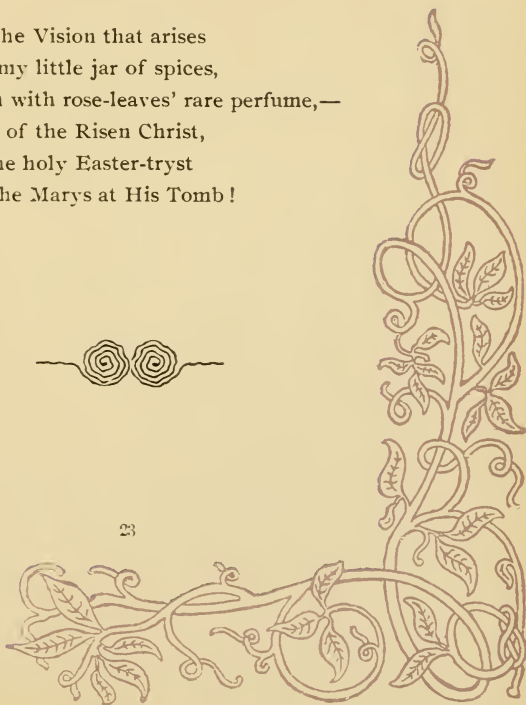 he Vision that arises
my little jar of spices,
with rose-leaves' rare perfume,—
of the Risen Christ,
ne holy Easter-tryst
he Marys at His Tomb!
23